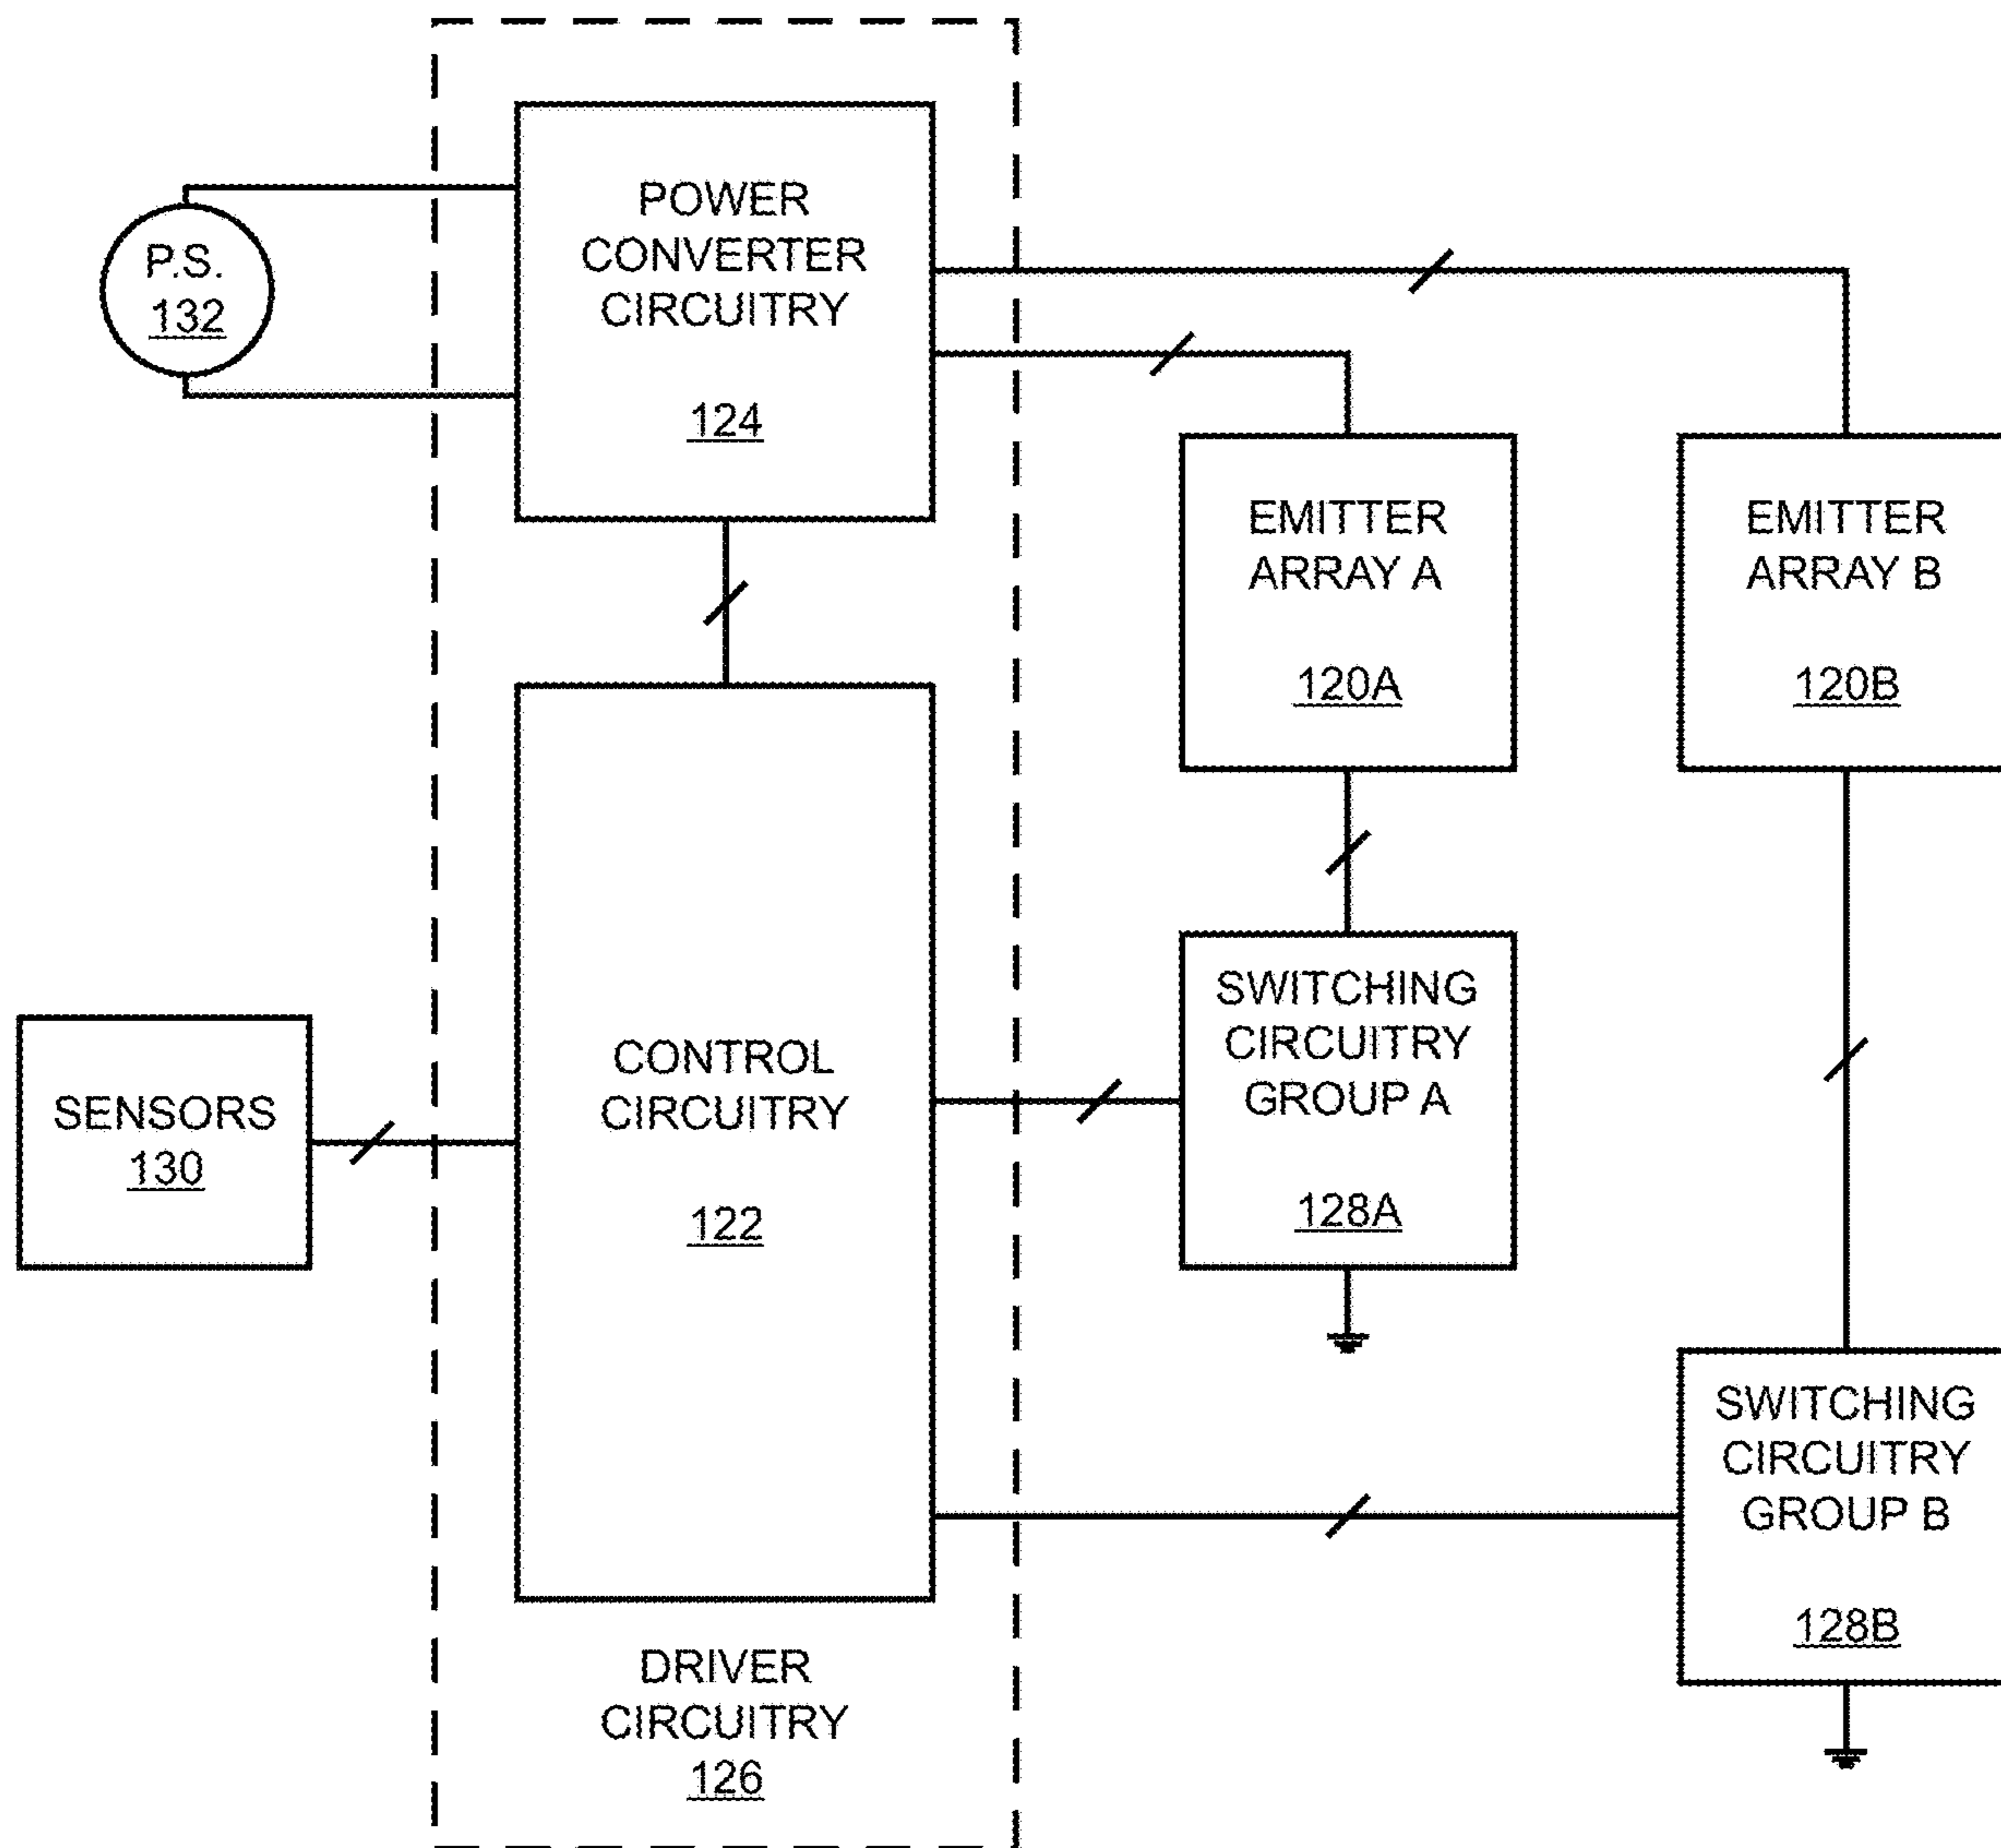 POWER
CONVERTER
CIRCUITRY
124
P.S.
132
EMITTER
ARRAY A
120A
EMITTER
ARRAY B
120B
SENSORS
130
CONTROL
CIRCUITRY
122
SWITCHING
CIRCUITRY
GROUP A
128A
SWITCHING
CIRCUITRY
GROUP B
128B
DRIVER
CIRCUITRY
126